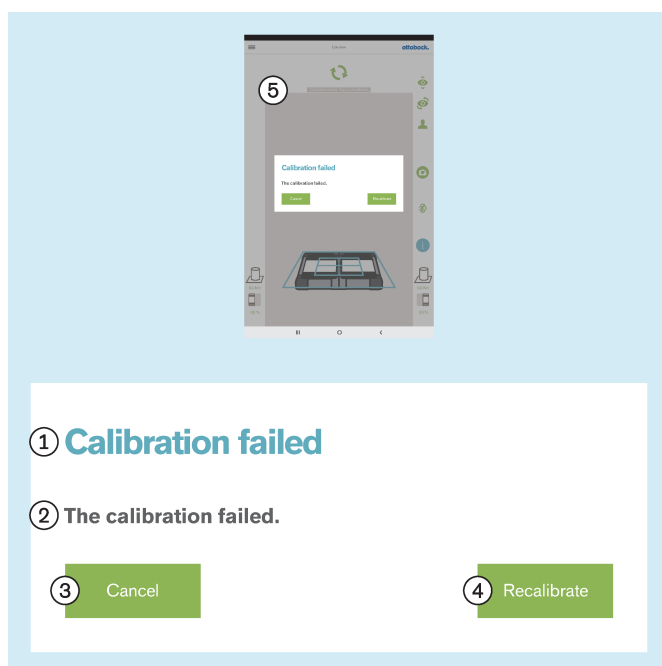 ottobock.
5
Calibration failed
The calibration failed.
Cancel
Recalibrate
1 Calibration failed
2 The calibration failed.
3 Cancel
4 Recalibrate